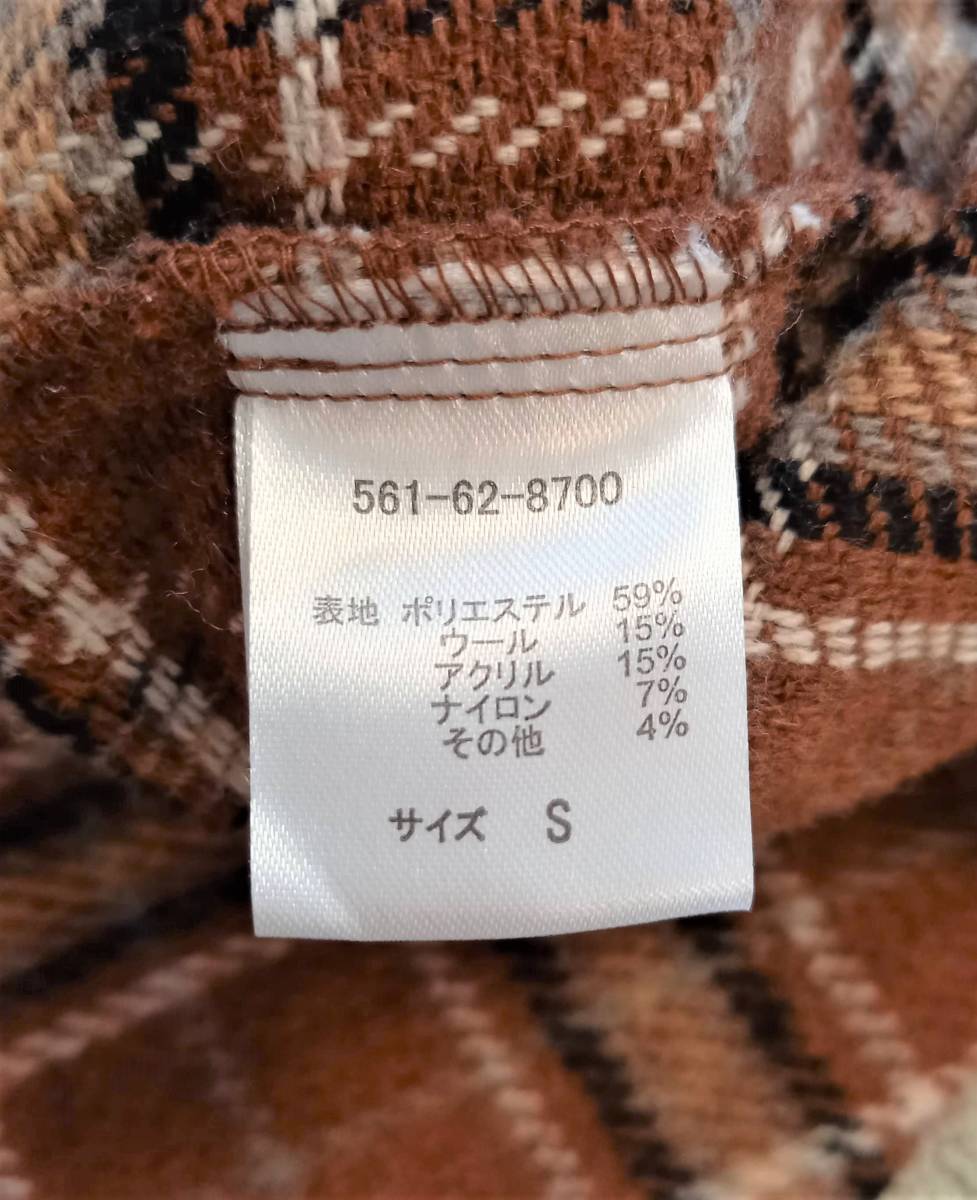 561-62-8700
表地 ポリエステル 59%
ウール 15%
アクリル 15%
ナイロン 7%
その他 4%
サイズ S